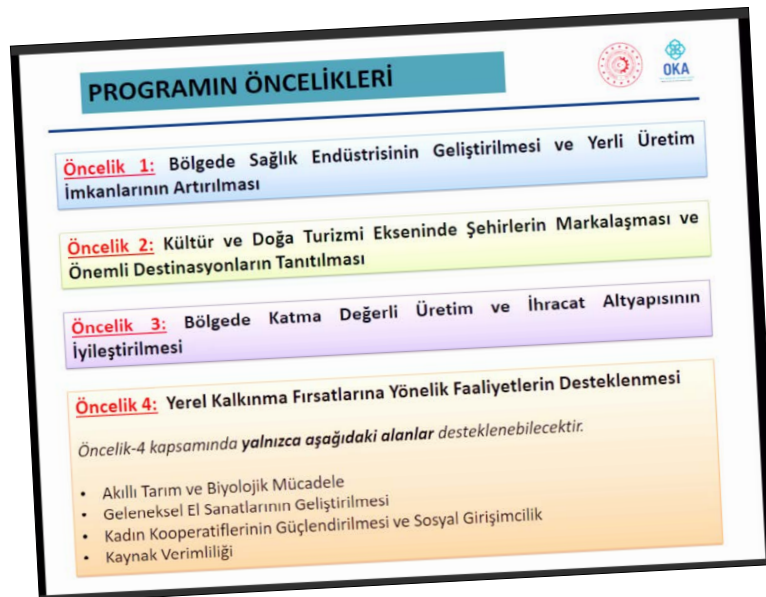 PROGRAMIN ÖNCELİKLERİ
OKA
Öncelik 1: Bölgede Sağlık Endüstrisinin Geliştirilmesi ve Yerli Üretim
İmkanlarının Artırılması
Öncelik 2: Kültür ve Doğa Turizmi Ekseninde Şehirlerin Markalaşması ve
Önemli Destinasyonların Tanıtılması
Öncelik 3: Bölgede Katma Değerli Üretim ve İhracat Altyapısının
İyileştirilmesi
Öncelik 4: Yerel Kalkınma Fırsatlarına Yönelik Faaliyetlerin Desteklenmesi
Öncelik-4 kapsamında yalnızca aşağıdaki alanlar desteklenebilecektir.
• Akıllı Tarım ve Biyolojik Mücadele
• Geleneksel El Sanatlarının Geliştirilmesi
• Kadın Kooperatiflerinin Güçlendirilmesi ve Sosyal Girişimcilik
• Kaynak Verimliliği